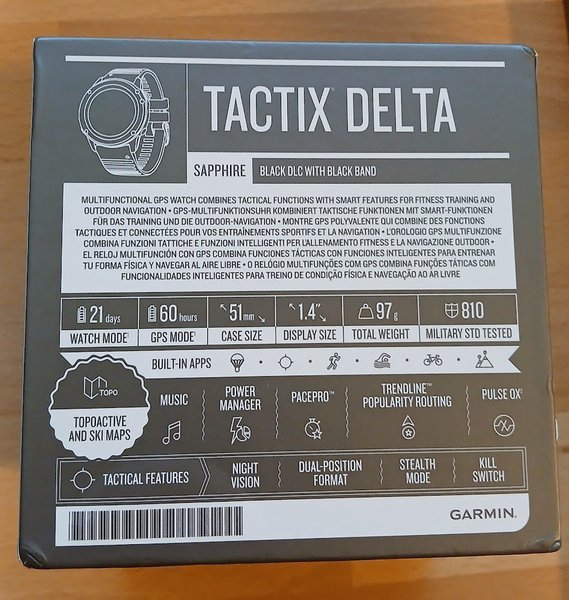 TACTIX® DELTA
SAPPHIRE BLACK DLC WITH BLACK BAND
MULTIFUNCTIONAL GPS WATCH COMBINES TACTICAL FUNCTIONS WITH SMART FEATURES FOR FITNESS TRAINING AND
OUTDOOR NAVIGATION • GPS-MULTIFUNKTIONSUHR KOMBINIERT TAKTISCHE FUNKTIONEN MIT SMART-FUNKTIONEN
FÜR DAS TRAINING UND DIE OUTDOOR-NAVIGATION • MONTRE GPS POLYVALENTE QUI COMBINE DES FONCTIONS
TACTIQUES ET CONNECTÉES POUR VOS ENTRAÎNEMENTS SPORTIFS ET LA NAVIGATION • L'OROLOGIO GPS MULTIFUNZIONE
COMBINA FUNZIONI TATTICHE E FUNZIONI INTELLIGENTI PER L'ALLENAMENTO FITNESS E LA NAVIGAZIONE OUTDOOR •
EL RELOJ MULTIFUNCIÓN CON GPS COMBINA FUNCIONES TÁCTICAS CON FUNCIONES INTELIGENTES PARA ENTRENAR
TU FORMA FÍSICA Y NAVEGAR AL AIRE LIBRE • O RELÓGIO MULTIFUNÇÕES COM GPS COMBINA FUNÇÕES TÁTICAS COM
FUNCIONALIDADES INTELIGENTES PARA TREINO DE CONDIÇÃO FÍSICA E NAVEGAÇÃO AO AR LIVRE
21 days 60 hours 51mm 1.4" 97g 810
WATCH MODE¹ GPS MODE¹ CASE SIZE DISPLAY SIZE TOTAL WEIGHT MILITARY STD TESTED
BUILT-IN APPS
TOPO
TOPOACTIVE
AND SKI MAPS
MUSIC
POWER
MANAGER
PACEPRO™
TRENDLINE™
POPULARITY ROUTING
PULSE OX²
TACTICAL FEATURES
NIGHT
VISION
DUAL-POSITION
FORMAT
STEALTH
MODE
KILL
SWITCH
GARMIN.